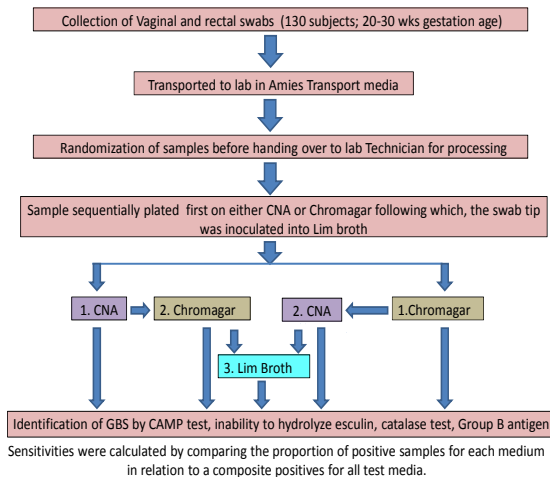 Collection of Vaginal and rectal swabs (130 subjects; 20-30 wks gestation age)
Transported to lab in Amies Transport media
Randomization of samples before handing over to lab Technician for processing
Sample sequentially plated first on either CNA or Chromagar following which, the swab tip
was inoculated into Lim broth
1. CNA
2. Chromagar
2. CNA
1.Chromagar
3. Lim Broth
Identification of GBS by CAMP test, inability to hydrolyze esculin, catalase test, Group B antigen
Sensitivities were calculated by comparing the proportion of positive samples for each medium
in relation to a composite positives for all test media.